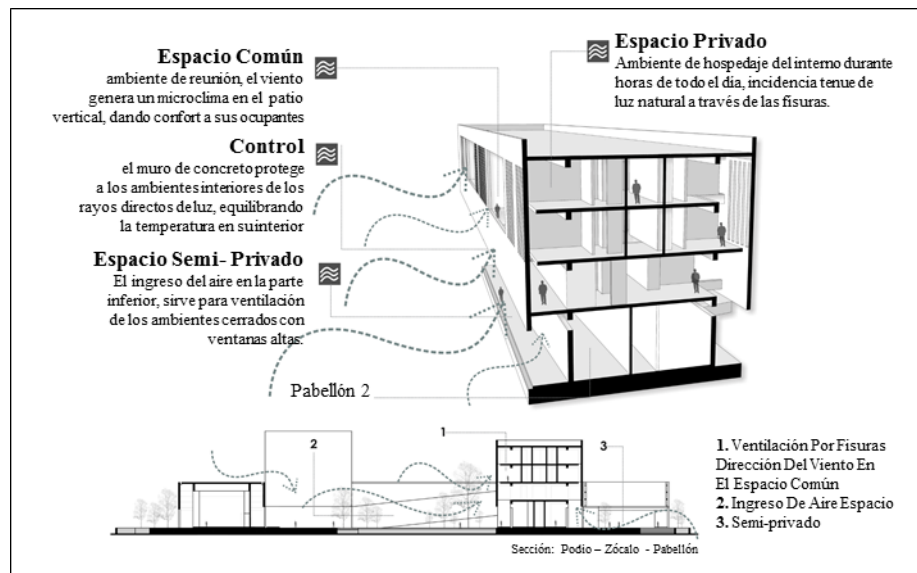 Espacio Común
ambiente de reunión, el viento
genera un microclima en el patio
vertical, dando confort a sus ocupantes
Control
el muro de concreto protege
a los ambientes interiores de los
rayos directos de luz, equilibrando
la temperatura en suinterior
Espacio Semi- Privado
El ingreso del aire en la parte
inferior, sirve para ventilación
de los ambientes cerrados con
ventanas altas.
Pabellón 2
Espacio Privado
Ambiente de hospedaje del interno durante
horas de todo el día, incidencia tenue de
luz natural a través de las fisuras.
1
2
3
1. Ventilación Por Fisuras
Dirección Del Viento En
El Espacio Común
2. Ingreso De Aire Espacio
3. Semi-privado
Sección: Podio – Zócalo - Pabellón